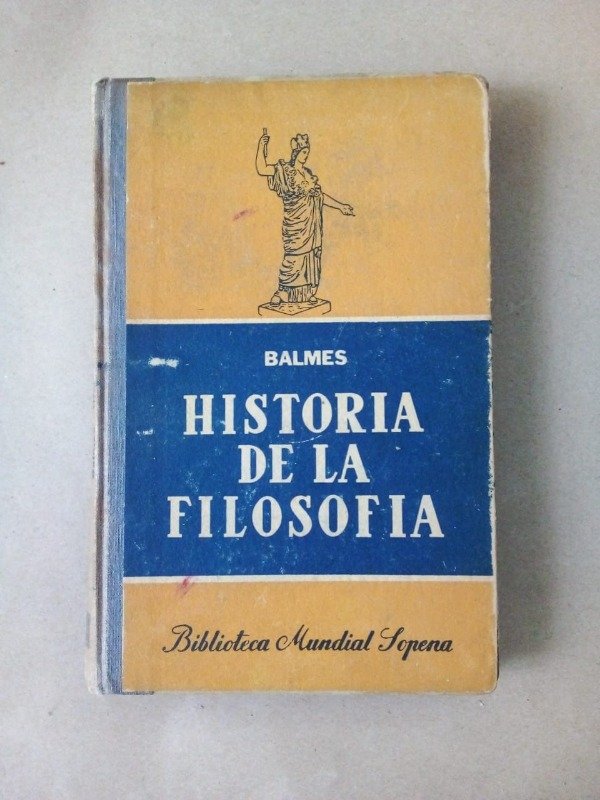 BALMES
HISTORIA
DE LA
FILOSOFIA
Biblioteca Mundial Sopena